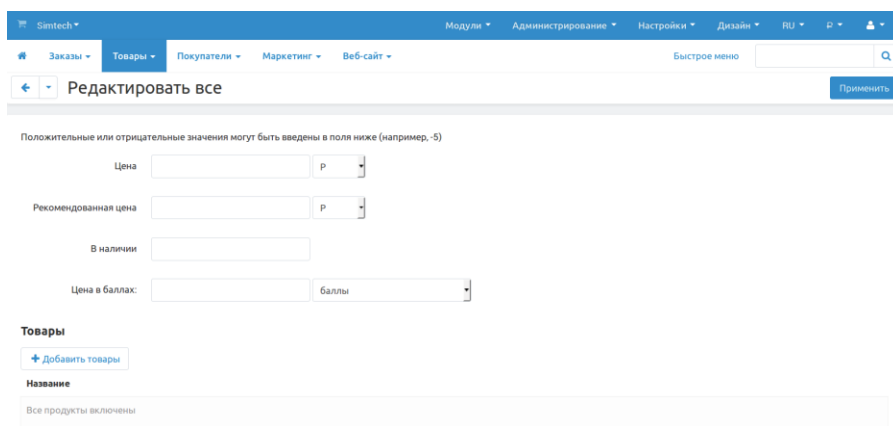 Simtech Модули Администрирование Настройки Дизайн RU ₽
Заказы Товары Покупатели Маркетинг Веб-сайт Быстрое меню
Редактировать все Применить
Положительные или отрицательные значения могут быть введены в поля ниже (например, -5)
Цена Р
Рекомендованная цена Р
В наличии
Цена в баллах: баллы
Товары
Добавить товары
Название
Все продукты включены